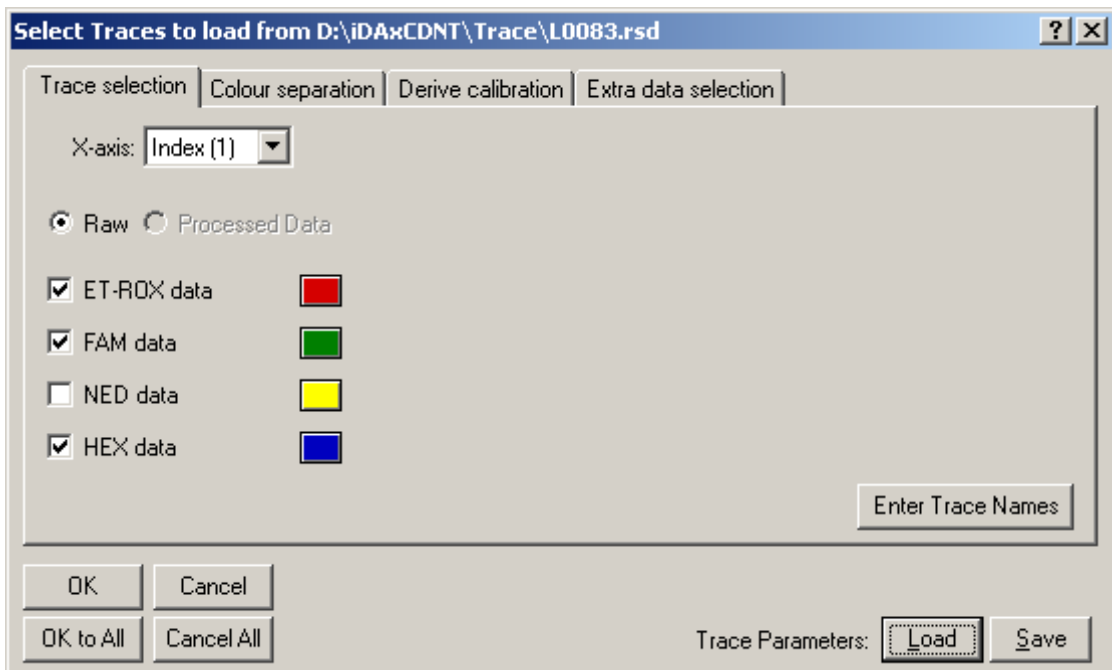 Select Traces to load from D:\iDAxCDNT\Trace\L0083.rsd
Trace selection Colour separation Derive calibration Extra data selection
X-axis: Index (1)
Raw Processed Data
ET-ROX data
FAM data
NED data
HEX data
Enter Trace Names
OK Cancel
OK to All Cancel All Trace Parameters: Load Save